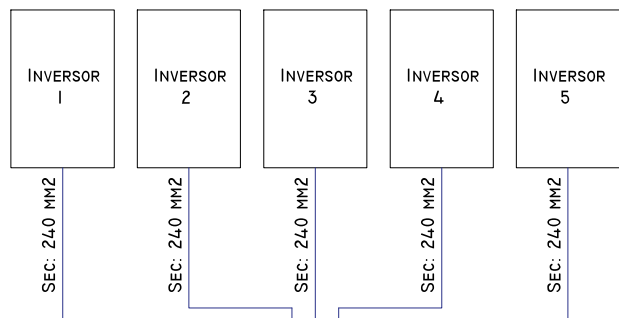 INVERSOR
1
INVERSOR
2
INVERSOR
3
INVERSOR
4
INVERSOR
5
SEC: 240 MM2
SEC: 240 MM2
SEC: 240 MM2
SEC: 240 MM2
SEC: 240 MM2